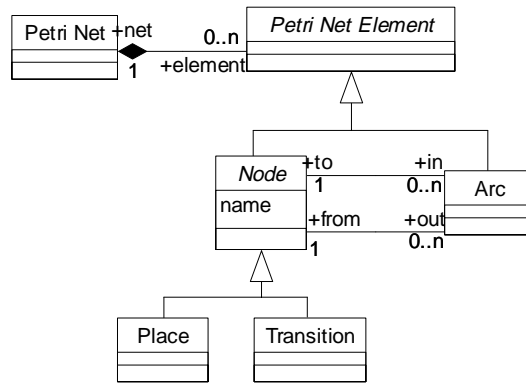 Petri Net
+net
1
0..n
+element
Petri Net Element
Node
name
+to
1
+in
0..n
Arc
+from
1
+out
0..n
Place
Transition